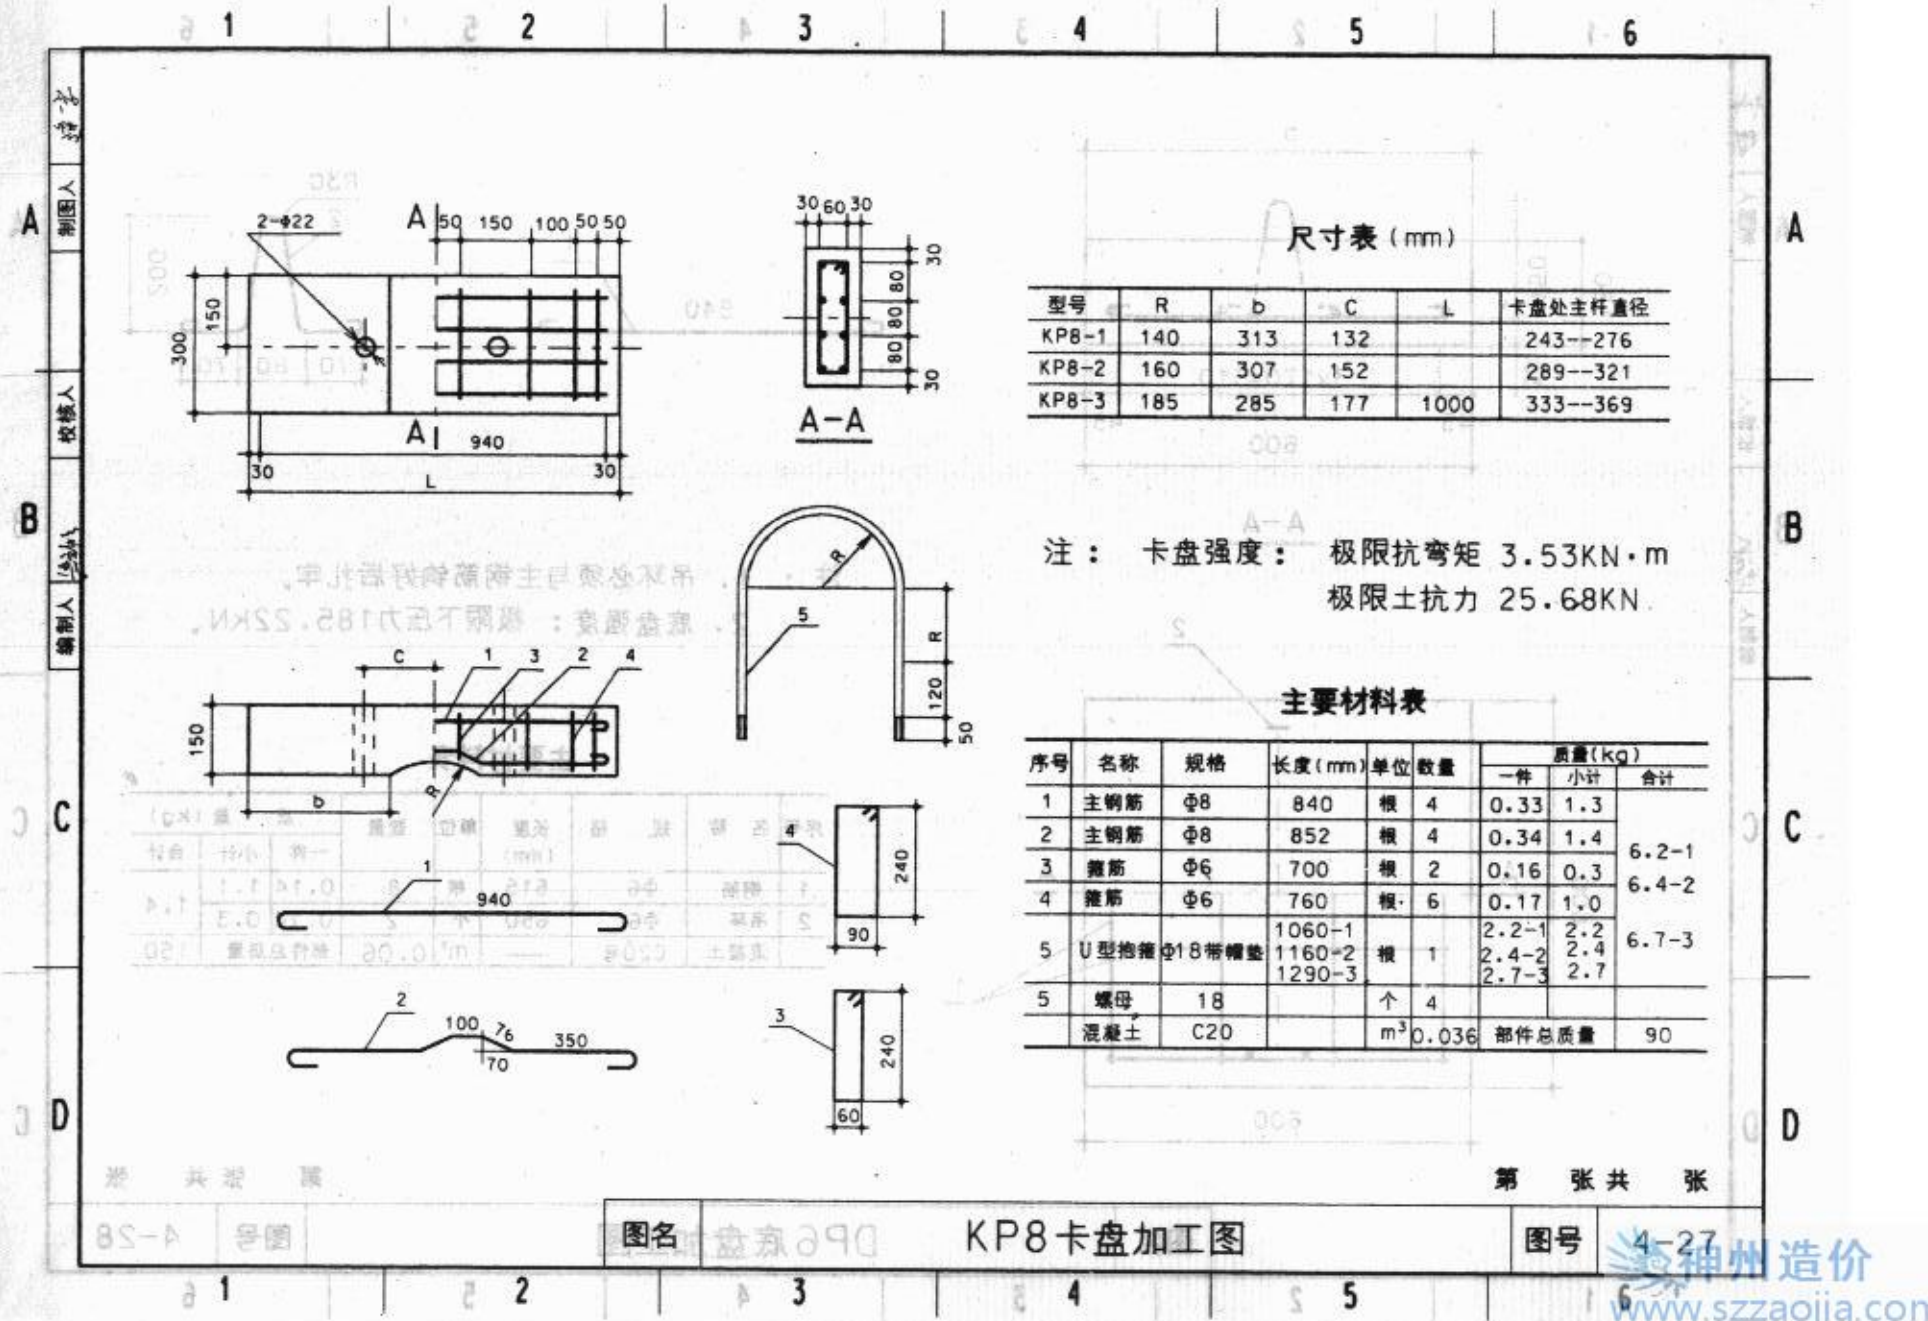 1 2 3 4 5 6
A
B
C
D
制图人
校核人
编制人
2-Φ22
A 50 150 100 50 50
150
300
A
940
30 30
L
30 60 30
30
80
80
80
30
A-A
尺寸表(mm)
型号 R b C L 卡盘处主杆直径
KP8-1 140 313 132 243--276
KP8-2 160 307 152 289--321
KP8-3 185 285 177 1000 333--369
注： 卡盘强度： 极限抗弯矩 3.53KN·m
极限土抗力 25.68KN
R
5
R
120
50
C 1 3 2 4
150
b
R
主要材料表
序号 名称 规格 长度(mm) 单位 数量 质量(kg)
一件 小计 合计
1 主钢筋 Φ8 840 根 4 0.33 1.3
2 主钢筋 Φ8 852 根 4 0.34 1.4
3 箍筋 Φ6 700 根 2 0.16 0.3
4 箍筋 Φ6 760 根 6 0.17 1.0
6.2-1
6.4-2
6.7-3
5 U型抱箍 Φ18带帽垫 1060-1 1160-2 1290-3 根 1 2.2-1 2.4-2 2.7-3 2.2 2.4 2.7
5 螺母 18 个 4
混凝土 C20 m³ 0.036 部件总质量 90
1
940
4
240
90
2
100 76 350
70
3
240
60
第 张 共 张
图名 KP8卡盘加工图 图号 4-27
1 2 3 4 5 6
A
B
C
D
神州造价
www.szzaojia.com